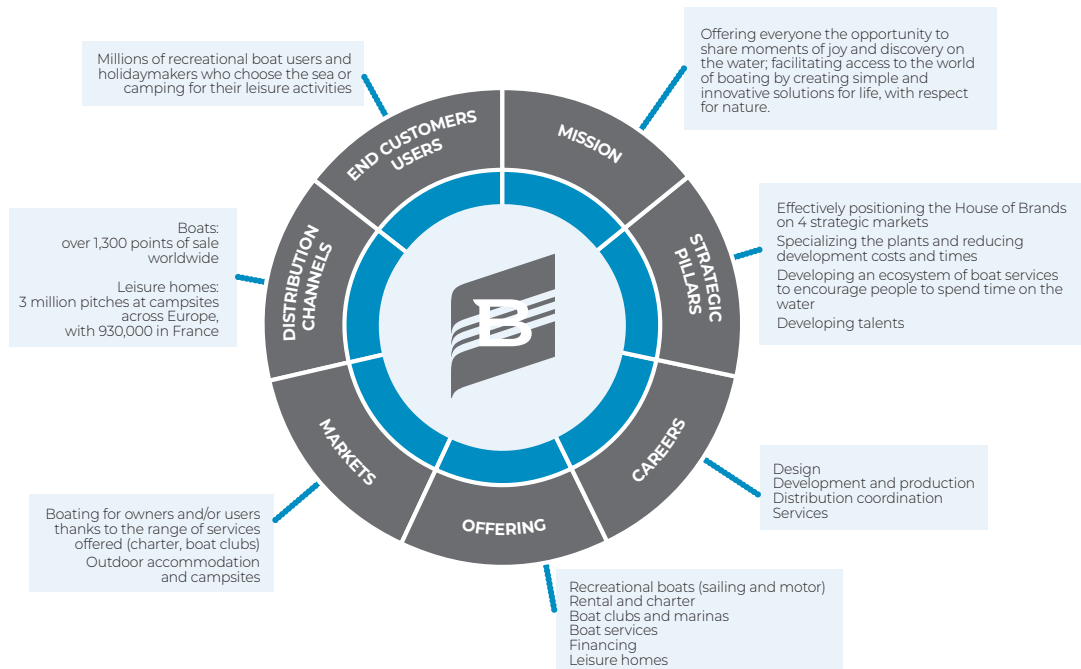 Millions of recreational boat users and
holidaymakers who choose the sea or
camping for their leisure activities
Offering everyone the opportunity to
share moments of joy and discovery on
the water; facilitating access to the world
of boating by creating simple and
innovative solutions for life, with respect
for nature.
END CUSTOMERS
USERS
MISSION
Boats:
over 1,300 points of sale
worldwide
Leisure homes:
3 million pitches at campsites
across Europe,
with 930,000 in France
DISTRIBUTION
CHANNELS
B
STRATEGIC
PILLARS
Effectively positioning the House of Brands
on 4 strategic markets
Specializing the plants and reducing
development costs and times
Developing an ecosystem of boat services
to encourage people to spend time on the
water
Developing talents
MARKETS
OFFERING
CAREERS
Design
Development and production
Distribution coordination
Services
Boating for owners and/or users
thanks to the range of services
offered (charter, boat clubs)
Outdoor accommodation
and campsites
Recreational boats (sailing and motor)
Rental and charter
Boat clubs and marinas
Boat services
Financing
Leisure homes